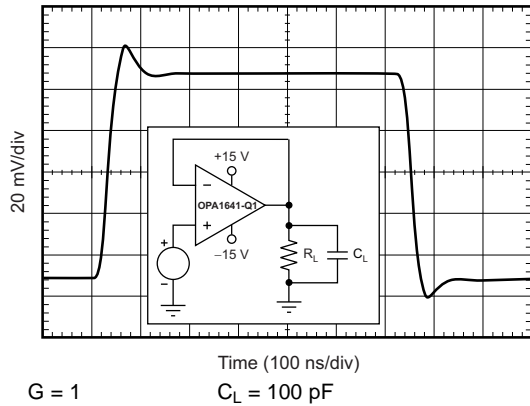 20 mV/div
+15 V
−
OPA1641-Q1
+
+
−15 V
−
R_L
C_L
Time (100 ns/div)
G = 1 C_L = 100 pF